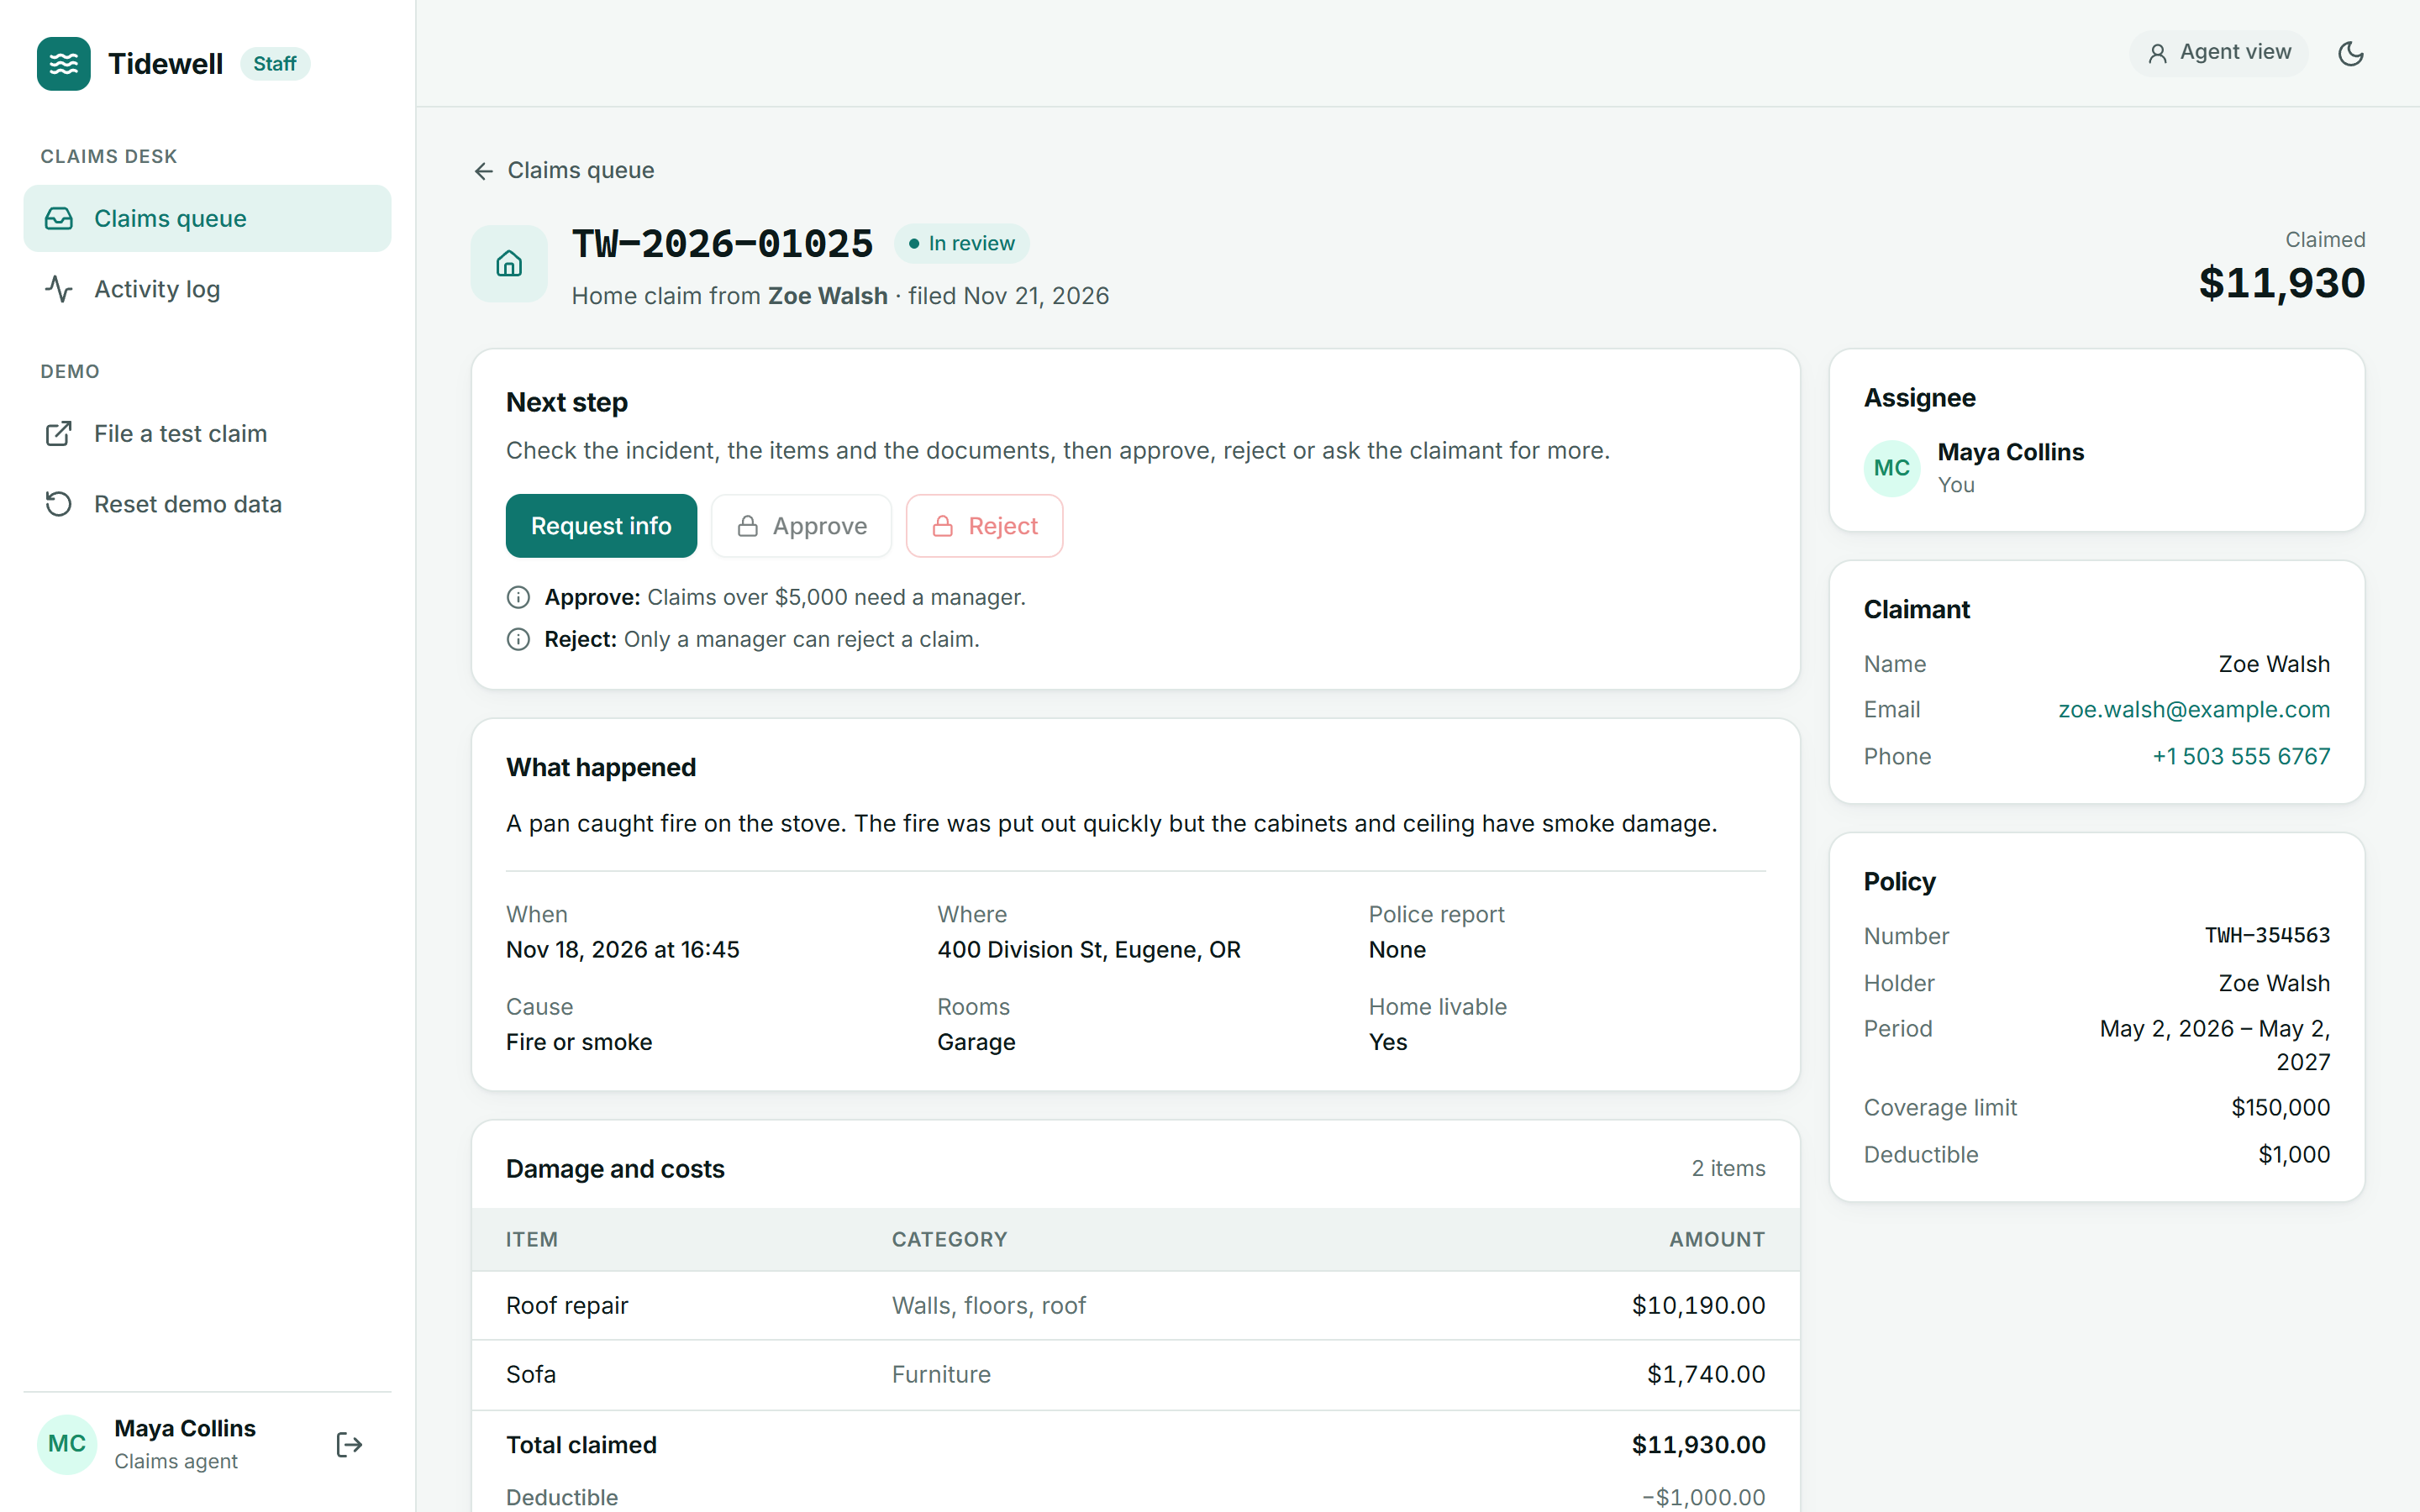 Tidewell Staff
CLAIMS DESK
Claims queue
Activity log
DEMO
File a test claim
Reset demo data
MC
Maya Collins
Claims agent
Agent view
Claims queue
TW-2026-01025
In review
Home claim from Zoe Walsh · filed Nov 21, 2026
Claimed
$11,930
Next step
Check the incident, the items and the documents, then approve, reject or ask the claimant for more.
Request info
Approve
Reject
Approve: Claims over $5,000 need a manager.
Reject: Only a manager can reject a claim.
What happened
A pan caught fire on the stove. The fire was put out quickly but the cabinets and ceiling have smoke damage.
When
Nov 18, 2026 at 16:45
Where
400 Division St, Eugene, OR
Police report
None
Cause
Fire or smoke
Rooms
Garage
Home livable
Yes
Damage and costs
2 items
ITEM CATEGORY AMOUNT
Roof repair Walls, floors, roof $10,190.00
Sofa Furniture $1,740.00
Total claimed $11,930.00
Deductible −$1,000.00
Assignee
MC
Maya Collins
You
Claimant
Name Zoe Walsh
Email zoe.walsh@example.com
Phone +1 503 555 6767
Policy
Number TWH-354563
Holder Zoe Walsh
Period May 2, 2026 – May 2,
2027
Coverage limit $150,000
Deductible $1,000